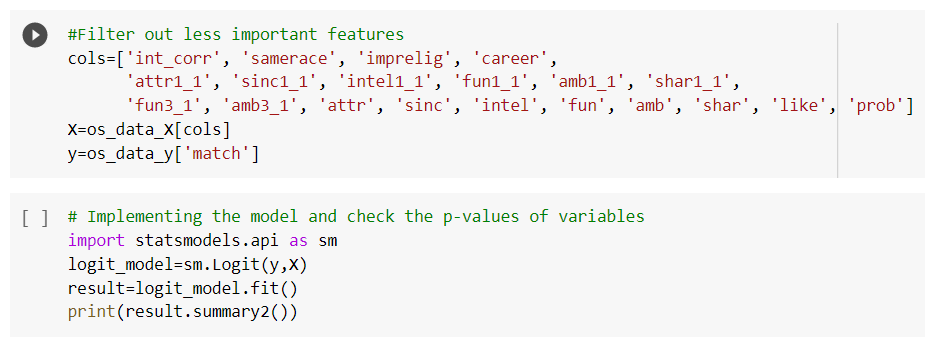 #Filter out less important features
cols=['int_corr', 'samerace', 'imprelig', 'career',
'attr1_1', 'sinc1_1', 'intel1_1', 'fun1_1', 'amb1_1', 'shar1_1',
'fun3_1', 'amb3_1', 'attr', 'sinc', 'intel', 'fun', 'amb', 'shar', 'like', 'prob']
X=os_data_X[cols]
y=os_data_y['match']
[ ] # Implementing the model and check the p-values of variables
import statsmodels.api as sm
logit_model=sm.Logit(y,X)
result=logit_model.fit()
print(result.summary2())